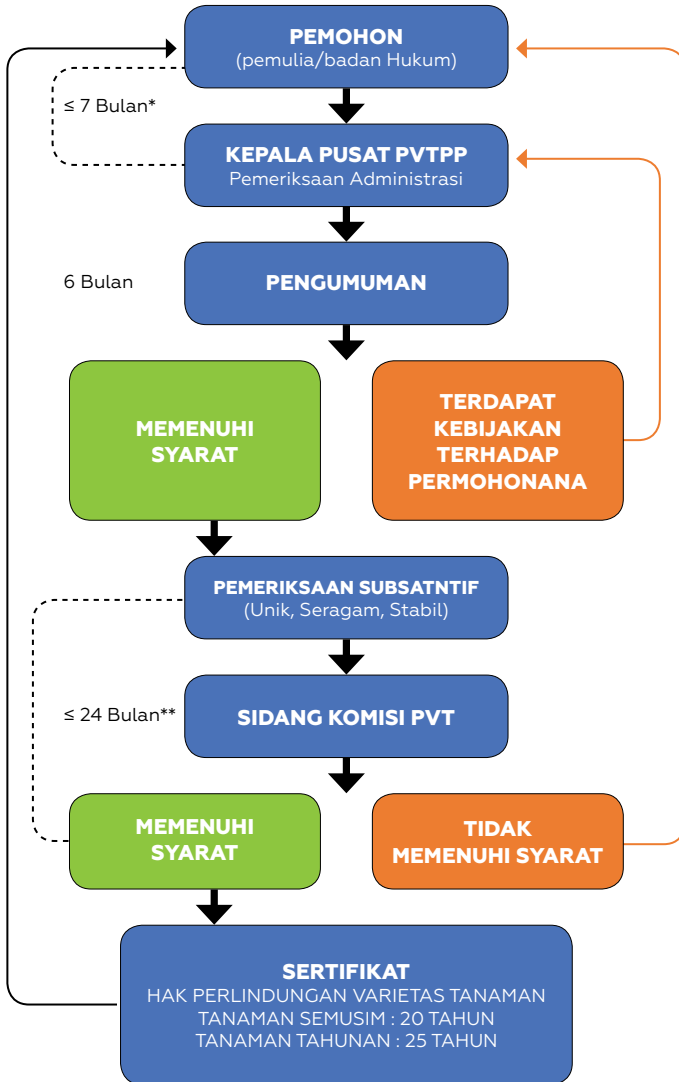 PEMOHON
(pemulia/badan Hukum)
≤ 7 Bulan*
KEPALA PUSAT PVTPP
Pemeriksaan Administrasi
6 Bulan
PENGUMUMAN
MEMENUHI
SYARAT
TERDAPAT
KEBIJAKAN
TERHADAP
PERMOHONANA
PEMERIKSAAN SUBSATNTIF
(Unik, Seragam, Stabil)
≤ 24 Bulan**
SIDANG KOMISI PVT
MEMENUHI
SYARAT
TIDAK
MEMENUHI SYARAT
SERTIFIKAT
HAK PERLINDUNGAN VARIETAS TANAMAN
TANAMAN SEMUSIM : 20 TAHUN
TANAMAN TAHUNAN : 25 TAHUN